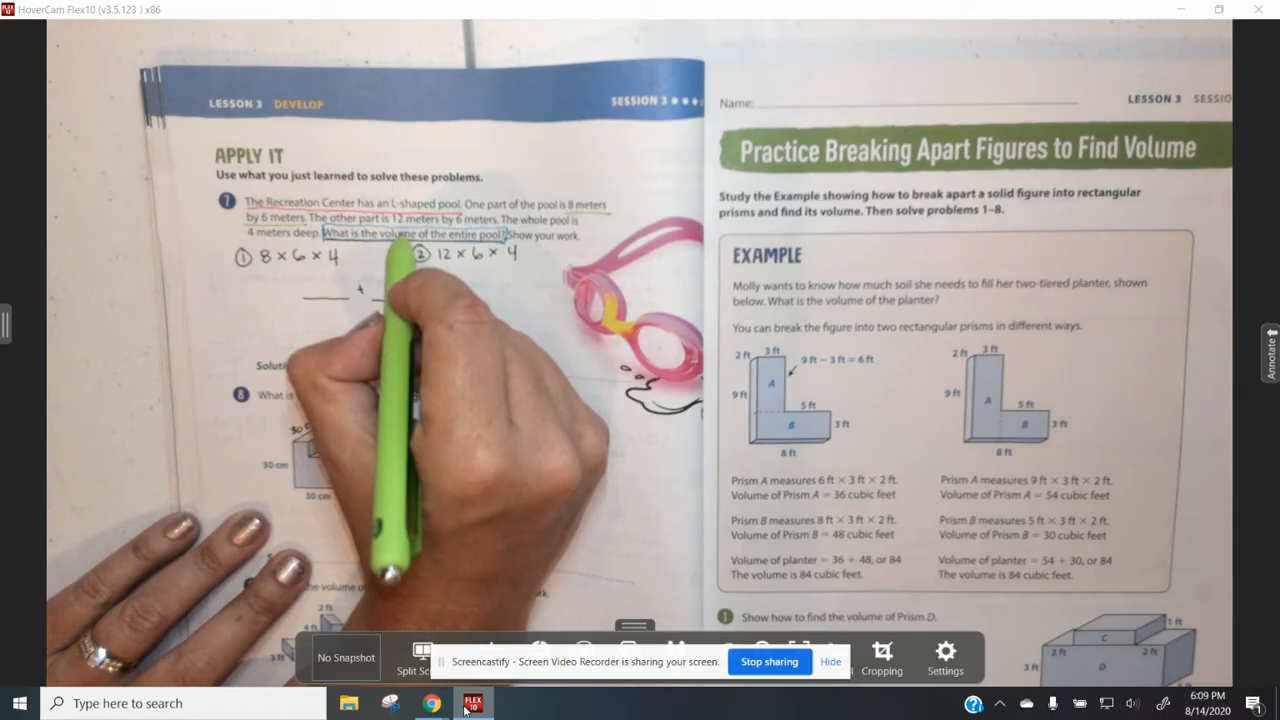 HoverCam Flex10 (v3.5.123 ) x86
LESSON 3 DEVELOP
SESSION 3
APPLY IT
Use what you just learned to solve these problems.
7 The Recreation Center has an L-shaped pool. One part of the pool is 8 meters
by 6 meters. The other part is 12 meters by 6 meters. The whole pool is
4 meters deep. What is the volume of the entire pool? Show your work.
① 8 × 6 × 4 ② 12 × 6 × 4
+
8 What is
30 cm
30 cm
volume of
2 ft
4 ft
3 ft
Name:
LESSON 3 SESSIO
Practice Breaking Apart Figures to Find Volume
Study the Example showing how to break apart a solid figure into rectangular
prisms and find its volume. Then solve problems 1–8.
EXAMPLE
Molly wants to know how much soil she needs to fill her two-tiered planter, shown
below. What is the volume of the planter?
You can break the figure into two rectangular prisms in different ways.
2 ft 3 ft 9 ft − 3 ft = 6 ft
A
9 ft 5 ft
B 3 ft
8 ft
2 ft 3 ft
9 ft A 5 ft
B 3 ft
8 ft
Prism A measures 6 ft × 3 ft × 2 ft.
Volume of Prism A = 36 cubic feet
Prism B measures 8 ft × 3 ft × 2 ft.
Volume of Prism B = 48 cubic feet
Volume of planter = 36 + 48, or 84
The volume is 84 cubic feet.
Prism A measures 9 ft × 3 ft × 2 ft.
Volume of Prism A = 54 cubic feet
Prism B measures 5 ft × 3 ft × 2 ft.
Volume of Prism B = 30 cubic feet
Volume of planter = 54 + 30, or 84
The volume is 84 cubic feet.
1 Show how to find the volume of Prism D.
C 1 ft
2 ft 2 ft
3 ft D
Annotate
No Snapshot
Split
Screencastify - Screen Video Recorder is sharing your screen. Stop sharing Hide
Cropping
Settings
Type here to search
FLEX 10
6:09 PM
8/14/2020